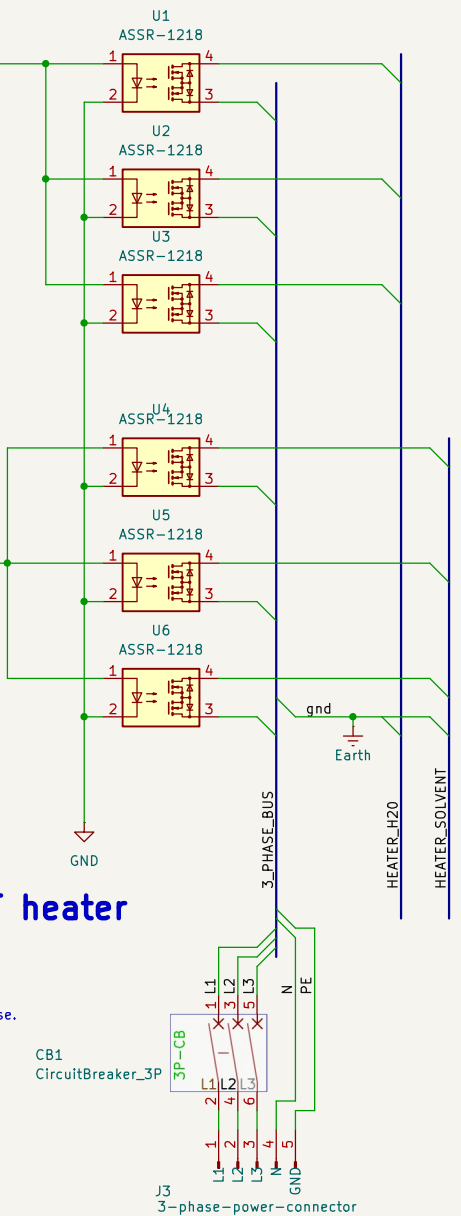 U1
ASSR-1218
1
4
2
3
U2
ASSR-1218
1
4
2
3
U3
ASSR-1218
1
4
2
3
U4
ASSR-1218
1
4
2
3
U5
ASSR-1218
1
4
2
3
U6
ASSR-1218
1
4
2
3
gnd
Earth
3_PHASE_BUS
HEATER_H20
HEATER_SOLVENT
GND
heater
L1
L2
L3
N
PE
1
3
5
se.
3P-CB
CB1
CircuitBreaker_3P
L1
L2
L3
2
4
6
1
2
3
4
5
L1
L2
L3
N
GND
J3
3-phase-power-connector